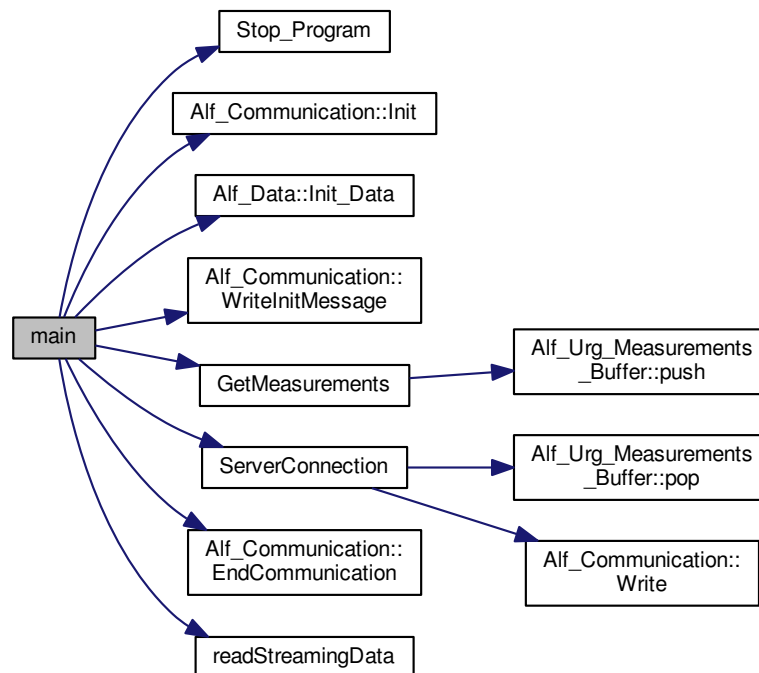 Stop_Program
Alf_Communication::Init
Alf_Data::Init_Data
Alf_Communication::
WriteInitMessage
main
GetMeasurements
Alf_Urg_Measurements
_Buffer::push
ServerConnection
Alf_Urg_Measurements
_Buffer::pop
Alf_Communication::
EndCommunication
Alf_Communication::
Write
readStreamingData